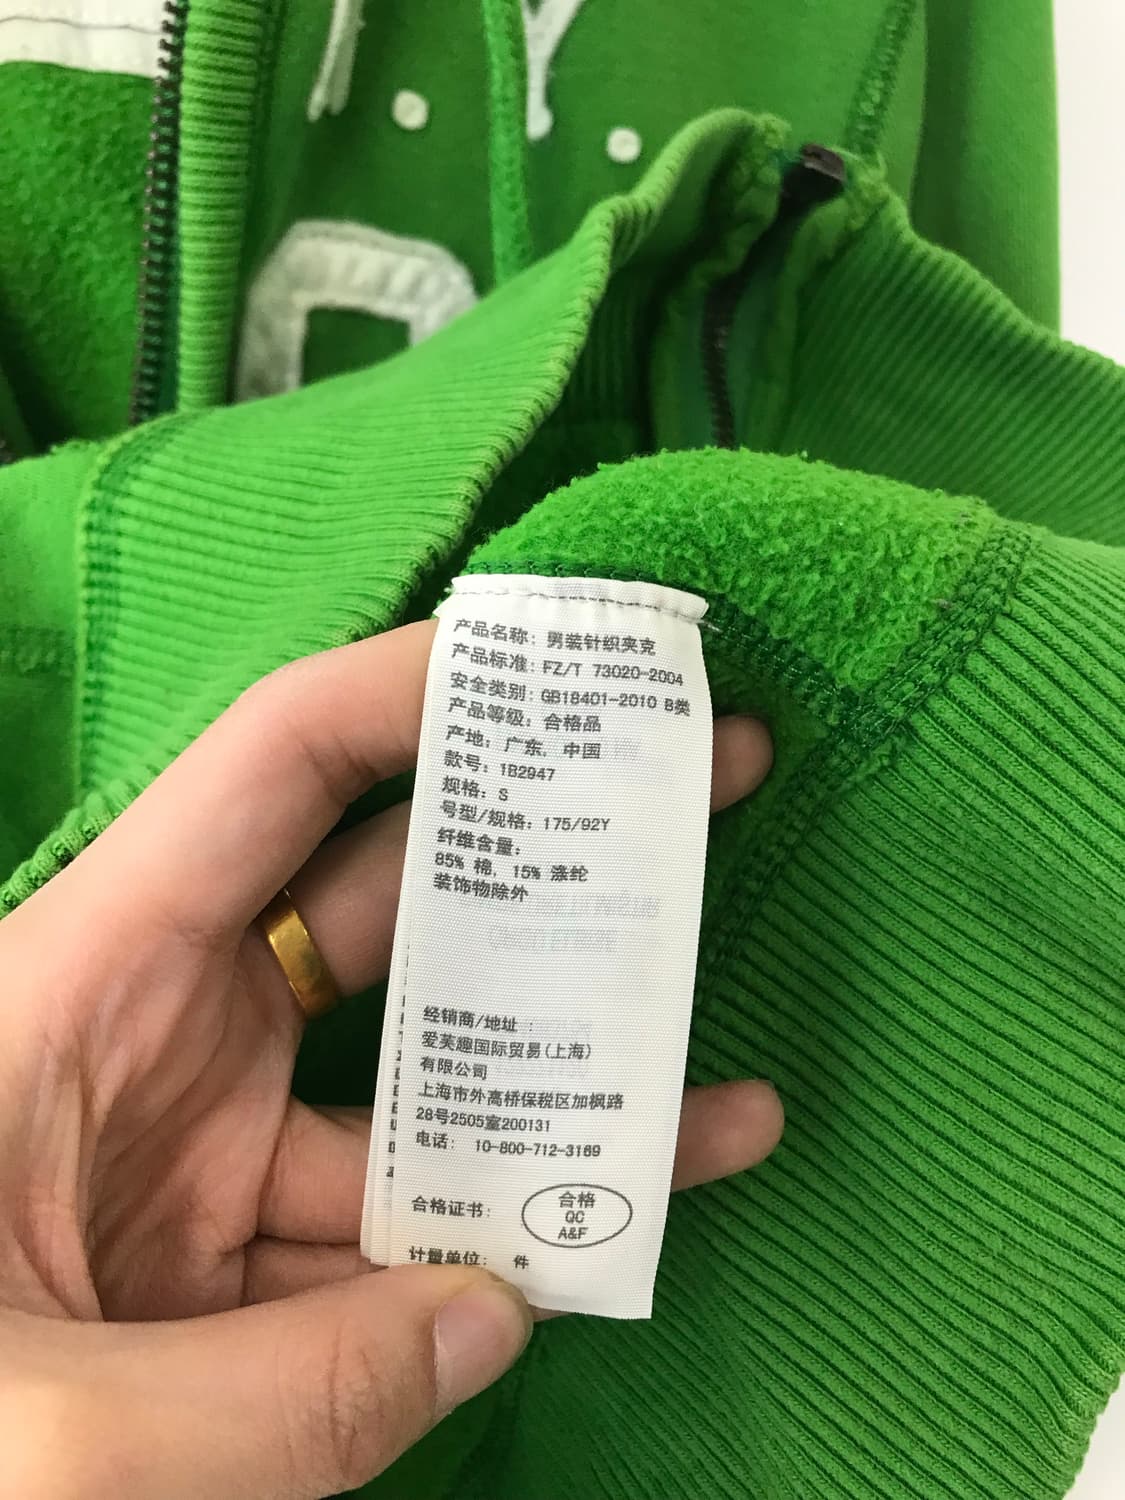 产品名称: 男装针织夹克
产品标准: FZ/T 73020-2004
安全类别: GB18401-2010 B类
产品等级: 合格品
产地: 广东, 中国
款号: 1B2947
规格: S
号型/规格: 175/92Y
纤维含量:
85% 棉, 15% 涤纶
装饰物除外
经销商/地址 :
爱芙趣国际贸易(上海)
有限公司
上海市外高桥保税区加枫路
28号2505室200131
电话: 10-800-712-3169
合格证书:
合格
QC
A&F
计量单位: 件